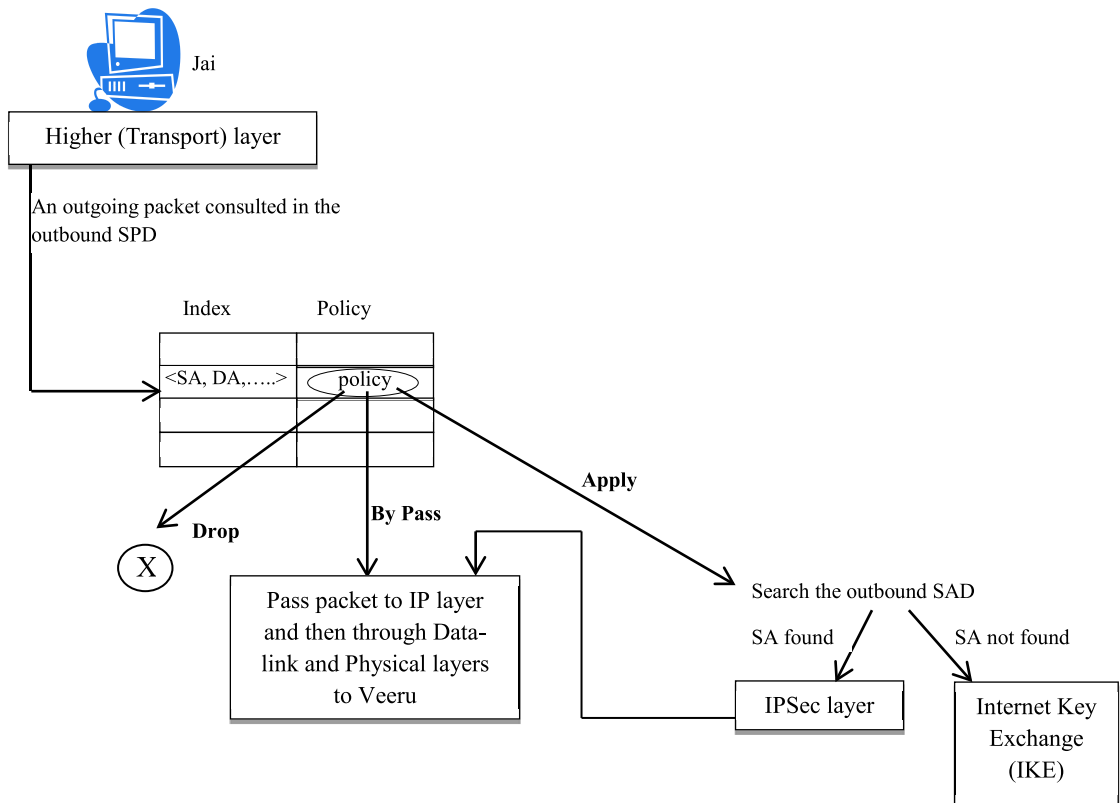 Jai
Higher (Transport) layer
An outgoing packet consulted in the
outbound SPD
Index Policy
<SA, DA,…..> policy
Apply
By Pass
Drop
X
Pass packet to IP layer
and then through Data-
link and Physical layers
to Veeru
Search the outbound SAD
SA found SA not found
IPSec layer
Internet Key
Exchange
(IKE)